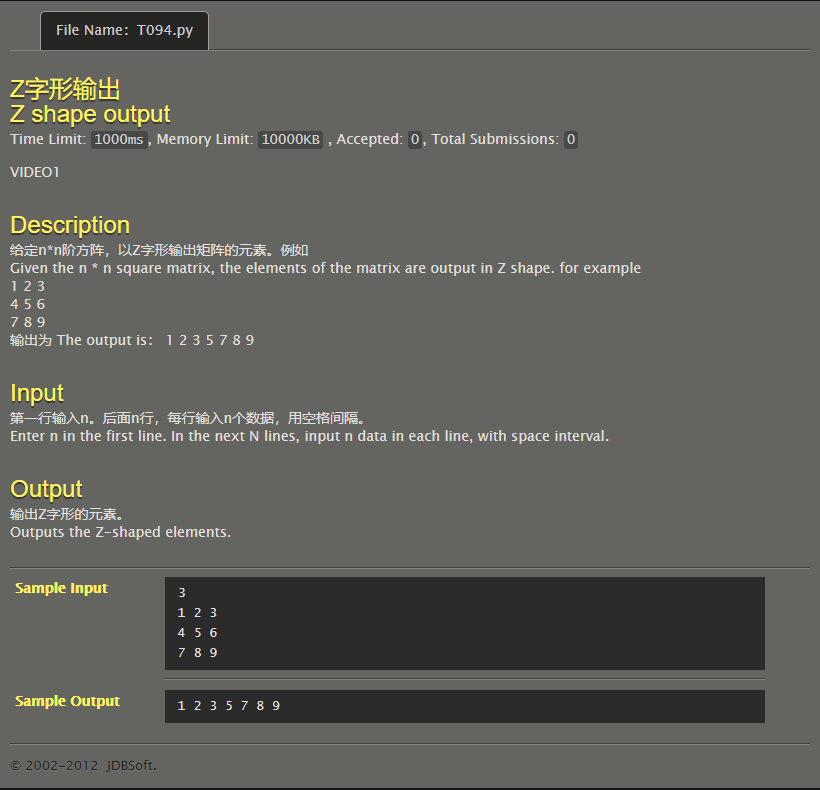 File Name: T094.py
Z字形输出
Z shape output
Time Limit: 1000ms, Memory Limit: 10000KB , Accepted: 0, Total Submissions: 0
VIDEO1
Description
给定n*n阶方阵，以Z字形输出矩阵的元素。例如
Given the n * n square matrix, the elements of the matrix are output in Z shape. for example
1 2 3
4 5 6
7 8 9
输出为 The output is： 1 2 3 5 7 8 9
Input
第一行输入n。后面n行，每行输入n个数据，用空格间隔。
Enter n in the first line. In the next N lines, input n data in each line, with space interval.
Output
输出Z字形的元素。
Outputs the Z-shaped elements.
Sample Input
3
1 2 3
4 5 6
7 8 9
Sample Output
1 2 3 5 7 8 9
© 2002-2012 JDBSoft.